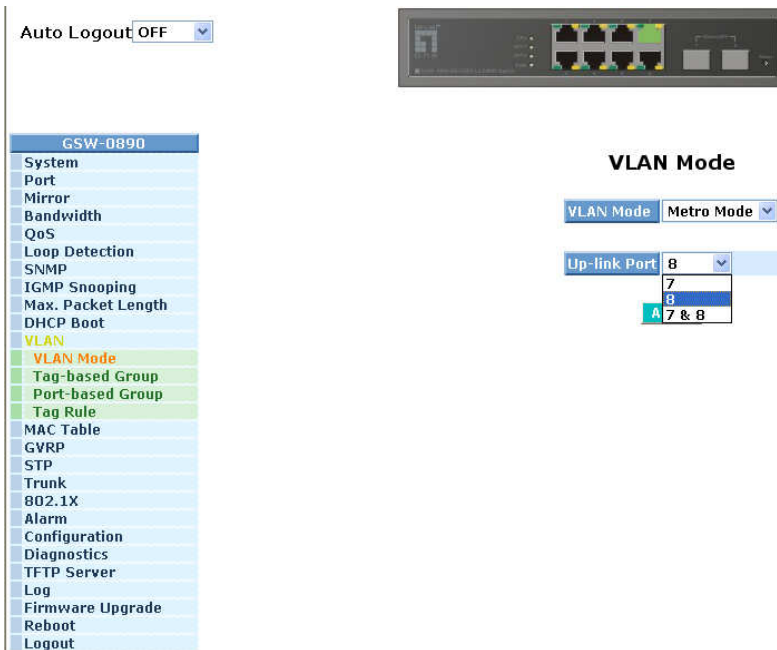 Auto Logout OFF
GSW-0890
System
Port
Mirror
Bandwidth
QoS
Loop Detection
SNMP
IGMP Snooping
Max. Packet Length
DHCP Boot
VLAN
VLAN Mode
Tag-based Group
Port-based Group
Tag Rule
MAC Table
GVRP
STP
Trunk
802.1X
Alarm
Configuration
Diagnostics
TFTP Server
Log
Firmware Upgrade
Reboot
Logout
VLAN Mode
VLAN Mode Metro Mode
Up-link Port 8
7
8
7 & 8
A